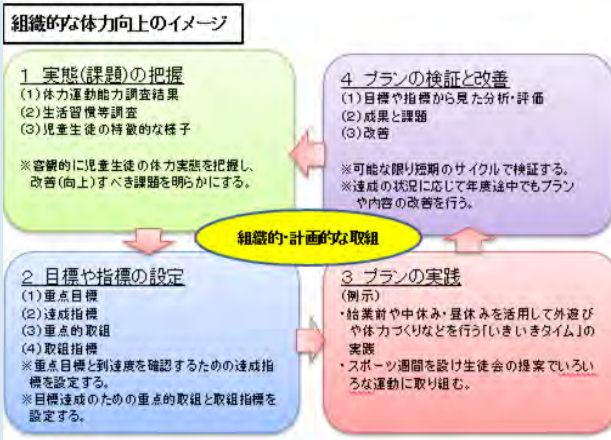 組織的な体力向上のイメージ
1 実態(課題)の把握
(1)体力運動能力調査結果
(2)生活習慣等調査
(3)児童生徒の特徴的な様子
※客観的に児童生徒の体力実態を把握し、
改善(向上)すべき課題を明らかにする。
4 プランの検証と改善
(1)目標や指標から見た分析・評価
(2)成果と課題
(3)改善
※可能な限り短期のサイクルで検証する。
※達成の状況に応じて年度途中でもプラン
や内容の改善を行う。
組織的・計画的な取組
2 目標や指標の設定
(1)重点目標
(2)達成指標
(3)重点的取組
(4)取組指標
※重点目標と到達度を確認するための達成指
標を設定する。
※目標達成のための重点的取組と取組指標を
設定する。
3 プランの実践
(例示)
・始業前や中休み・昼休みを活用して外遊び
や体力づくりなどを行う「いきいきタイム」の
実践
・スポーツ週間を設け生徒会の提案でいろい
ろな運動に取り組む。